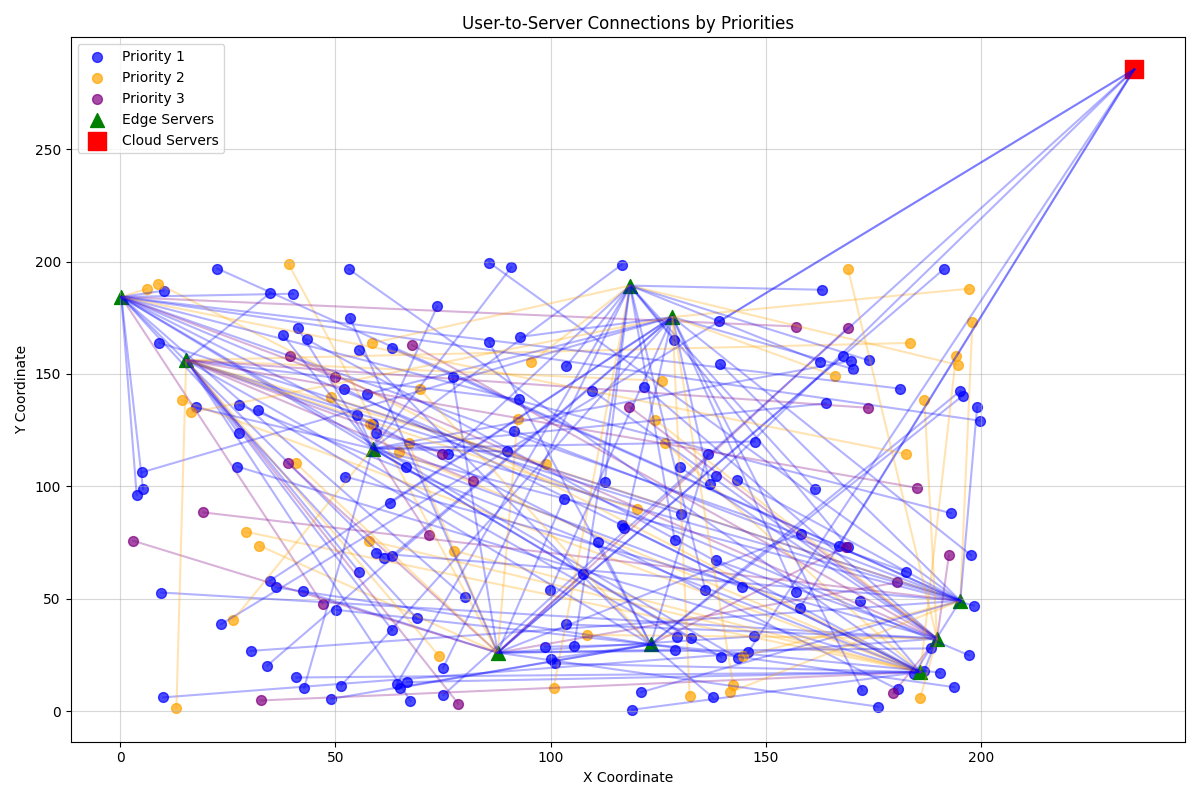 User-to-Server Connections by Priorities
Priority 1
Priority 2
Priority 3
Edge Servers
Cloud Servers
Y Coordinate
250
200
150
100
50
0
0
50
100
150
200
X Coordinate